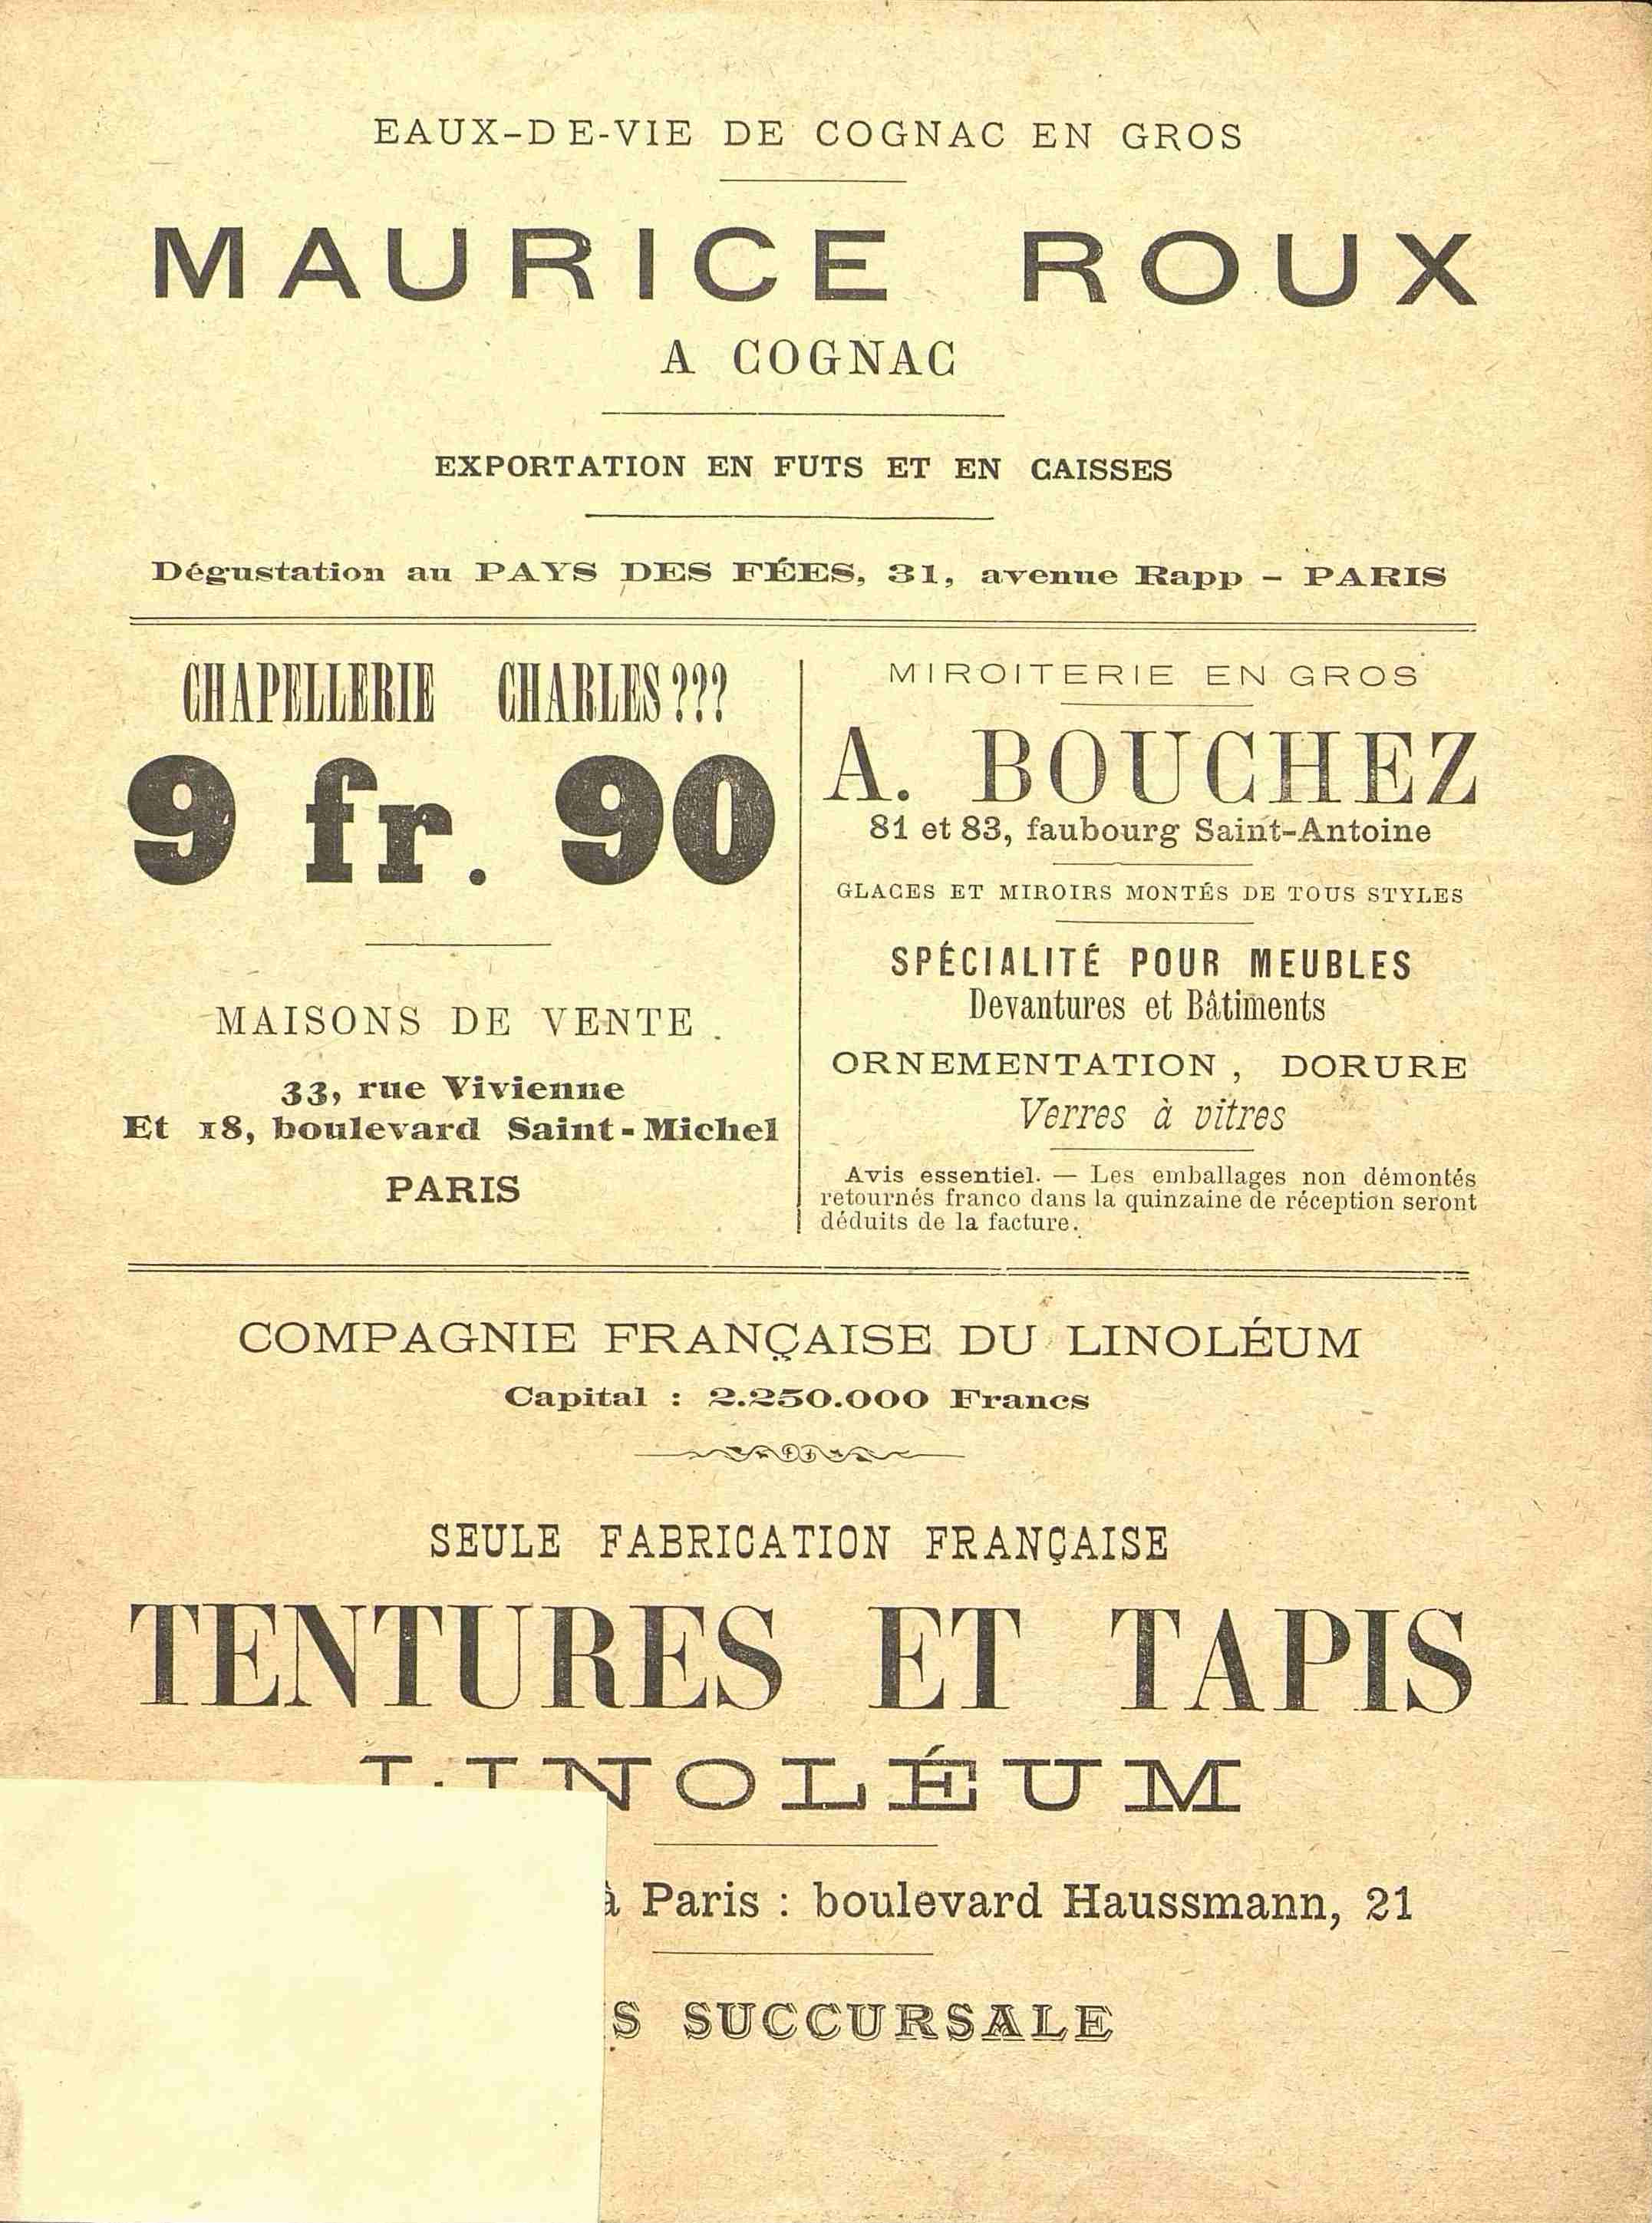 EAUX-DE-VIE DE COGNAC EN GROS
MAURICE ROUX
A COGNAC
EXPORTATION EN FUTS ET EN CAISSES
Dégustation au PAYS DES FÉES, 31, avenue Rapp - PARIS
CHAPELLERIE CHARLES???
9 fr. 90
MAISONS DE VENTE
33, rue Vivienne
Et 18, boulevard Saint-Michel
PARIS
MIROITERIE EN GROS
A. BOUCHEZ
81 et 83, faubourg Saint-Antoine
GLACES ET MIROIRS MONTÉS DE TOUS STYLES
SPÉCIALITÉ POUR MEUBLES
Devantures et Bâtiments
ORNEMENTATION, DORURE
Verres à vitres
Avis essentiel. — Les emballages non démontés
retournés franco dans la quinzaine de réception seront
déduits de la facture.
COMPAGNIE FRANÇAISE DU LINOLÉUM
Capital : 2.250.000 Francs
SEULE FABRICATION FRANÇAISE
TENTURES ET TAPIS
LINOLÉUM
à Paris : boulevard Haussmann, 21
SUCCURSALE